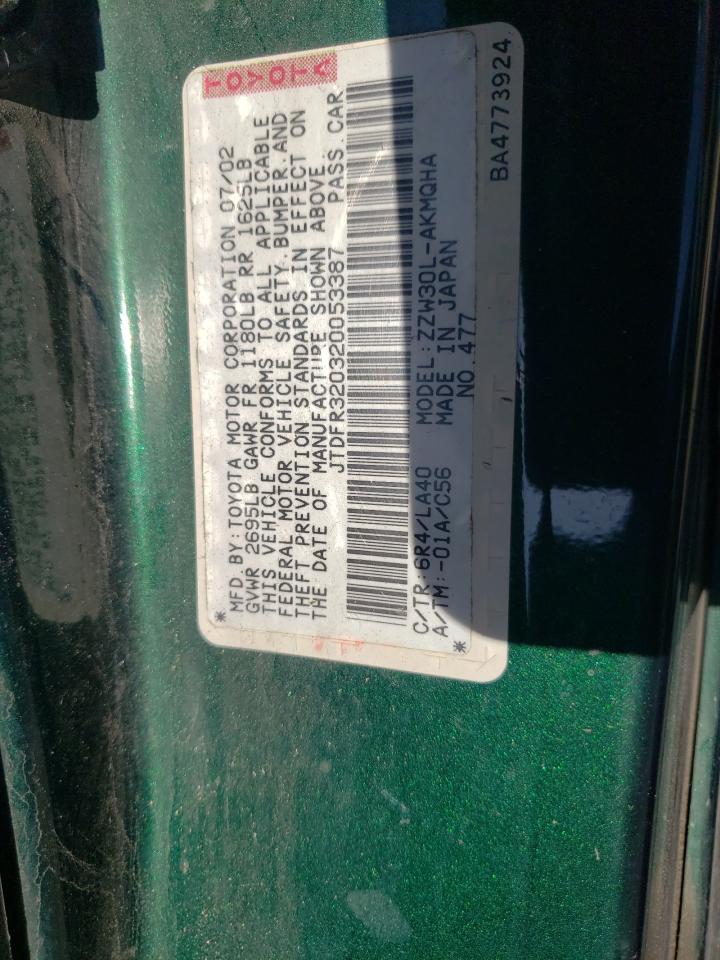 TOYOTA
*MFD. BY: TOYOTA MOTOR CORPORATION 07/02
GVWR 2695LB GAWR FR 1180LB RR 1625LB
THIS VEHICLE CONFORMS TO ALL APPLICABLE
FEDERAL MOTOR VEHICLE SAFETY, BUMPER, AND
THEFT PREVENTION STANDARDS IN EFFECT ON
THE DATE OF MANUFACTURE SHOWN ABOVE.
JTDFR320320053387 PASS. CAR
C/TR: 6R4/LA40 MODEL: ZZW30L-AKMQHA
A/TM: -01A/C56 MADE IN JAPAN
* NO. 477
BA4773924